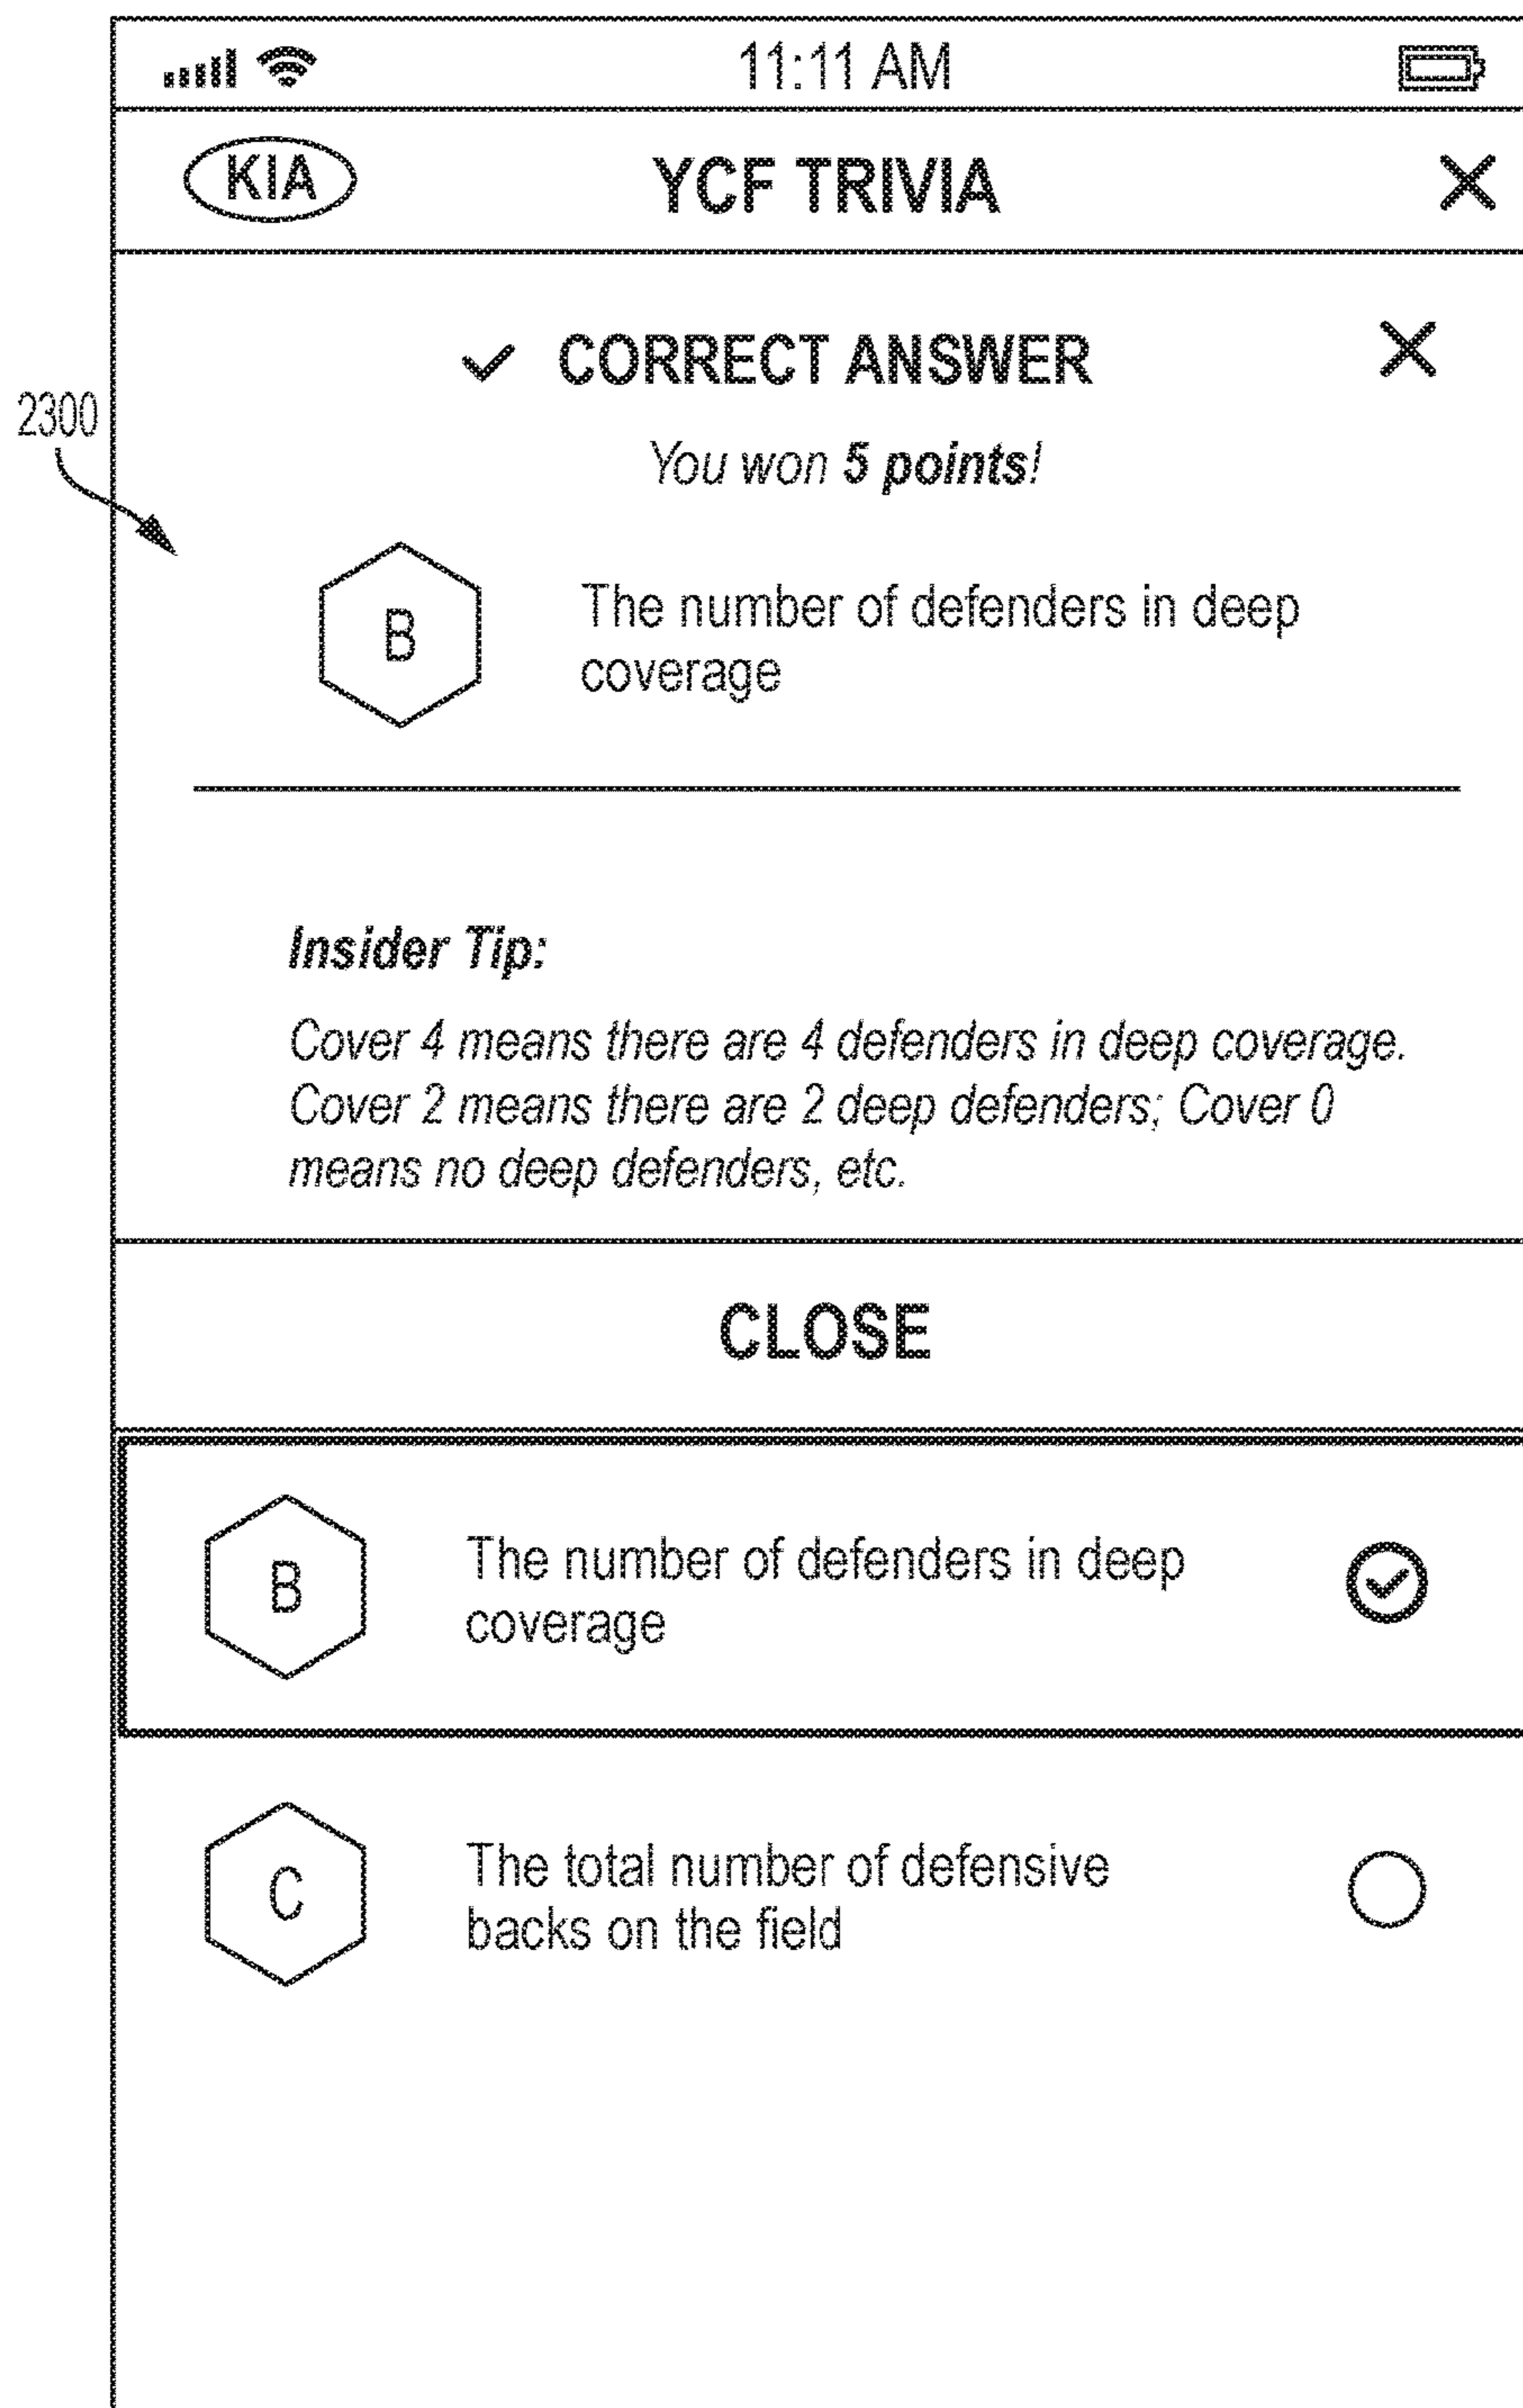 11:11 AM
KIA
YCF TRIVIA
CORRECT ANSWER
2300
You won 5 points!
B
The number of defenders in deep
coverage
Insider Tip:
Cover 4 means there are 4 defenders in deep coverage.
Cover 2 means there are 2 deep defenders; Cover 0
means no deep defenders, etc.
CLOSE
B
The number of defenders in deep
coverage
C
The total number of defensive
backs on the field